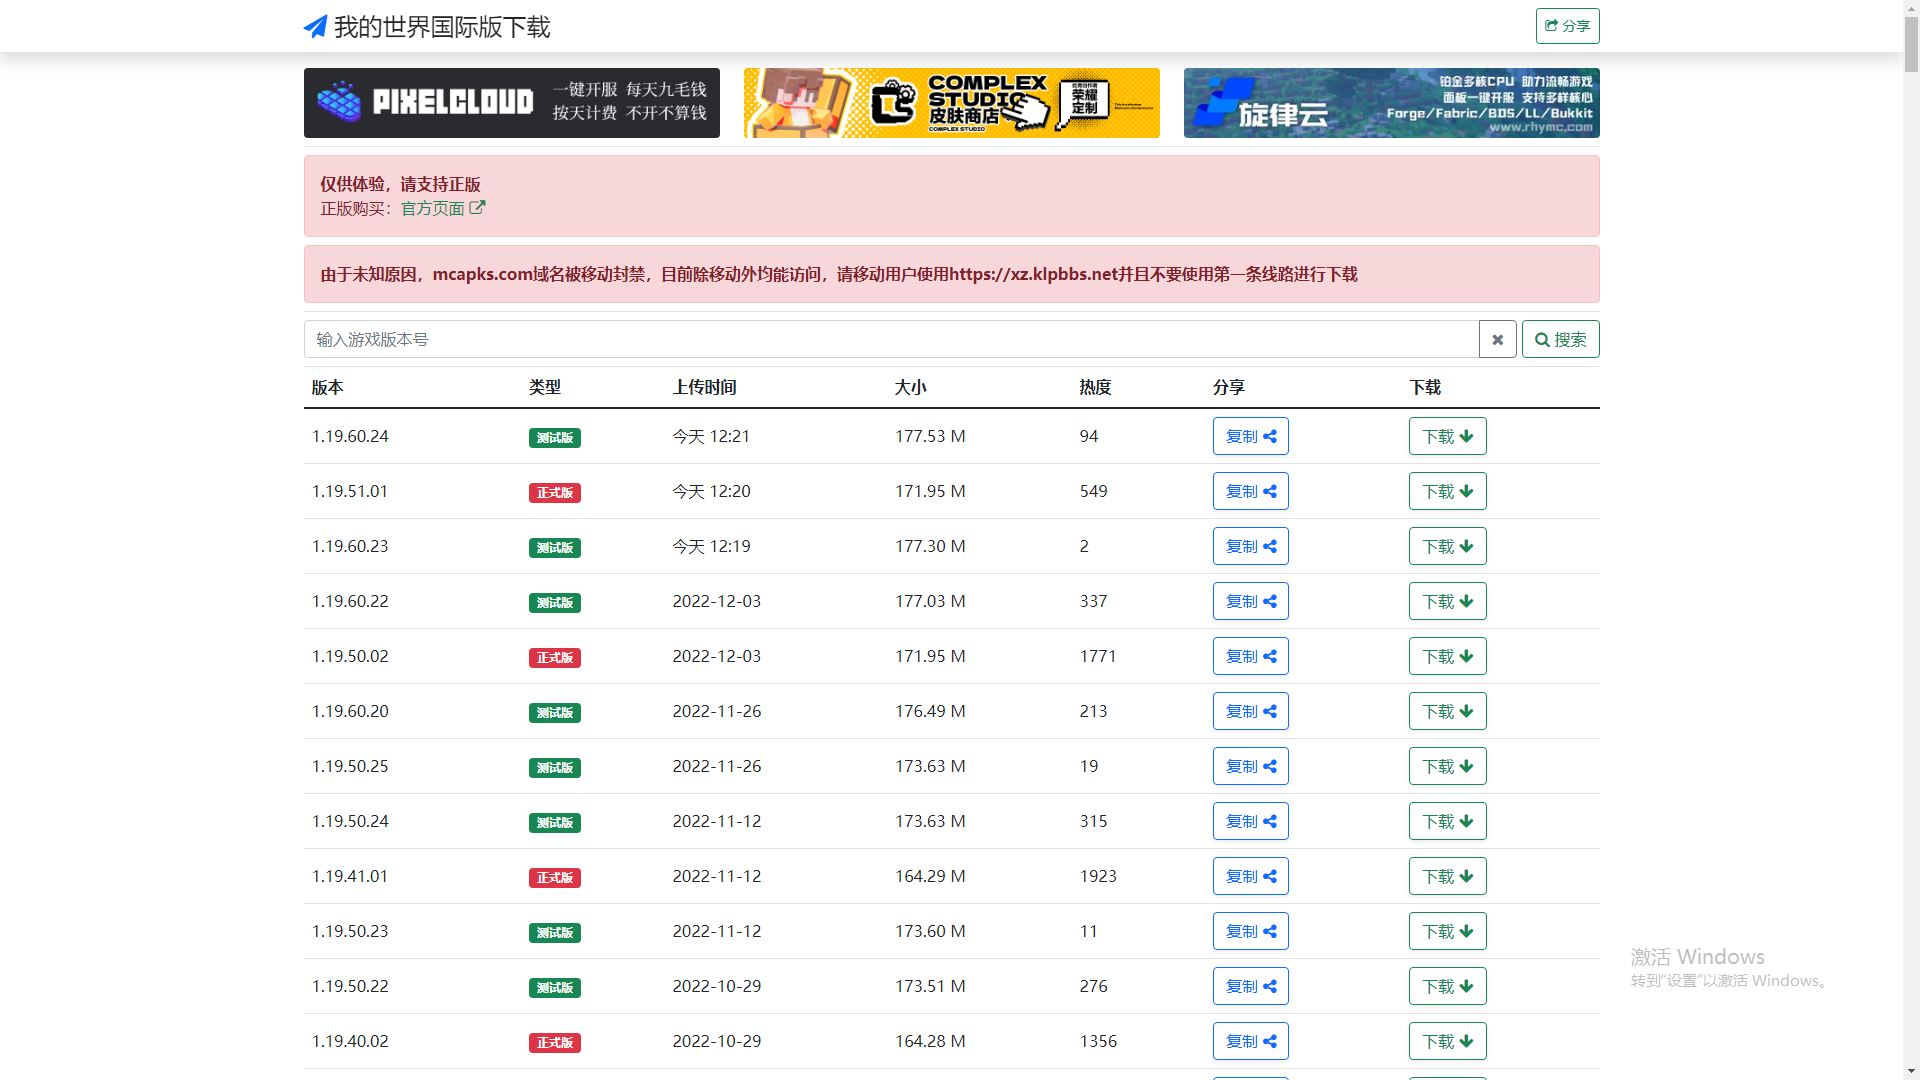 我的世界国际版下载
分享
PIXELCLOUD
一键开服 每天九毛钱
按天计费 不开不算钱
COMPLEX
STUDIO
皮肤商店
COMPLEX STUDIO
荣耀
定制
旋律云
铂金多核CPU 助力流畅游戏
面板一键开服 支持多样核心
Forge/Fabric/BDS/LL/Bukkit
www.rhymc.com
仅供体验，请支持正版
正版购买：官方页面
由于未知原因，mcapks.com域名被移动封禁，目前除移动外均能访问，请移动用户使用https://xz.klpbbs.net并且不要使用第一条线路进行下载
输入游戏版本号
搜索
版本 类型 上传时间 大小 热度 分享 下载
1.19.60.24 测试版 今天 12:21 177.53 M 94 复制 下载
1.19.51.01 正式版 今天 12:20 171.95 M 549 复制 下载
1.19.60.23 测试版 今天 12:19 177.30 M 2 复制 下载
1.19.60.22 测试版 2022-12-03 177.03 M 337 复制 下载
1.19.50.02 正式版 2022-12-03 171.95 M 1771 复制 下载
1.19.60.20 测试版 2022-11-26 176.49 M 213 复制 下载
1.19.50.25 测试版 2022-11-26 173.63 M 19 复制 下载
1.19.50.24 测试版 2022-11-12 173.63 M 315 复制 下载
1.19.41.01 正式版 2022-11-12 164.29 M 1923 复制 下载
1.19.50.23 测试版 2022-11-12 173.60 M 11 复制 下载
1.19.50.22 测试版 2022-10-29 173.51 M 276 复制 下载
1.19.40.02 正式版 2022-10-29 164.28 M 1356 复制 下载
激活 Windows
转到"设置"以激活 Windows。